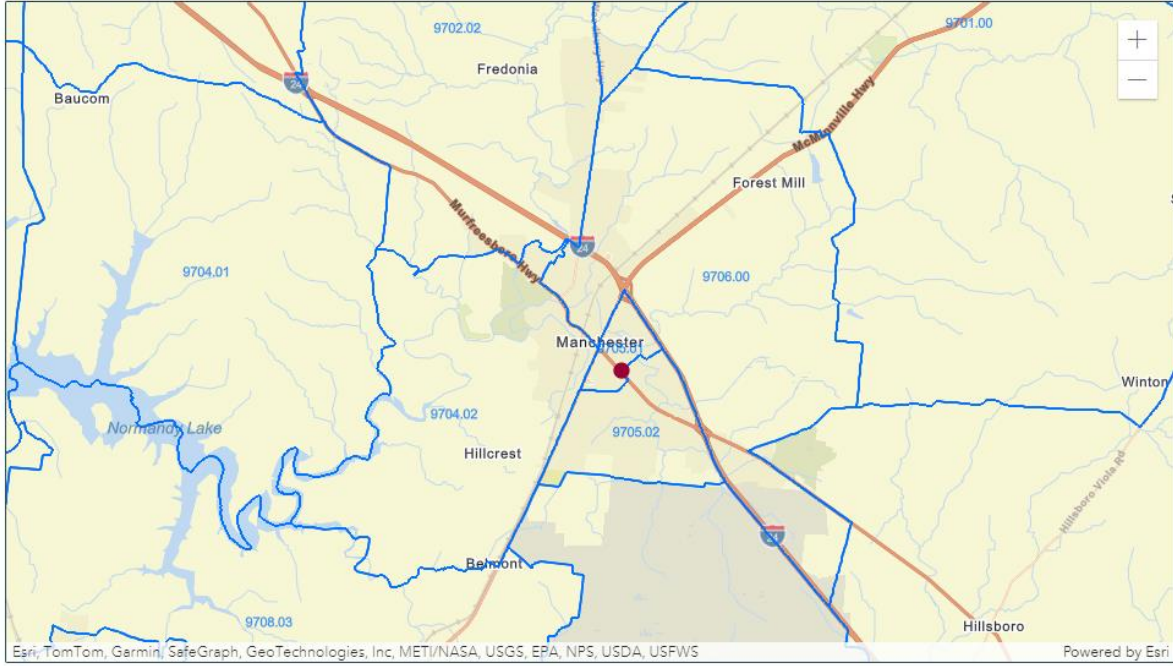 9702.02
9701.00
Fredonia
24
Baucom
McMinnville Hwy
Forest Mill
Murfreesboro Hwy
24
9704.01
9706.00
Manchester
9705.01
Winton
9704.02
Normandy Lake
9705.02
Hillcrest
Hillsboro Viola Rd
24
Belmont
9708.03
Hillsboro
Esri, TomTom, Garmin, SafeGraph, GeoTechnologies, Inc, METI/NASA, USGS, EPA, NPS, USDA, USFWS
Powered by Esri